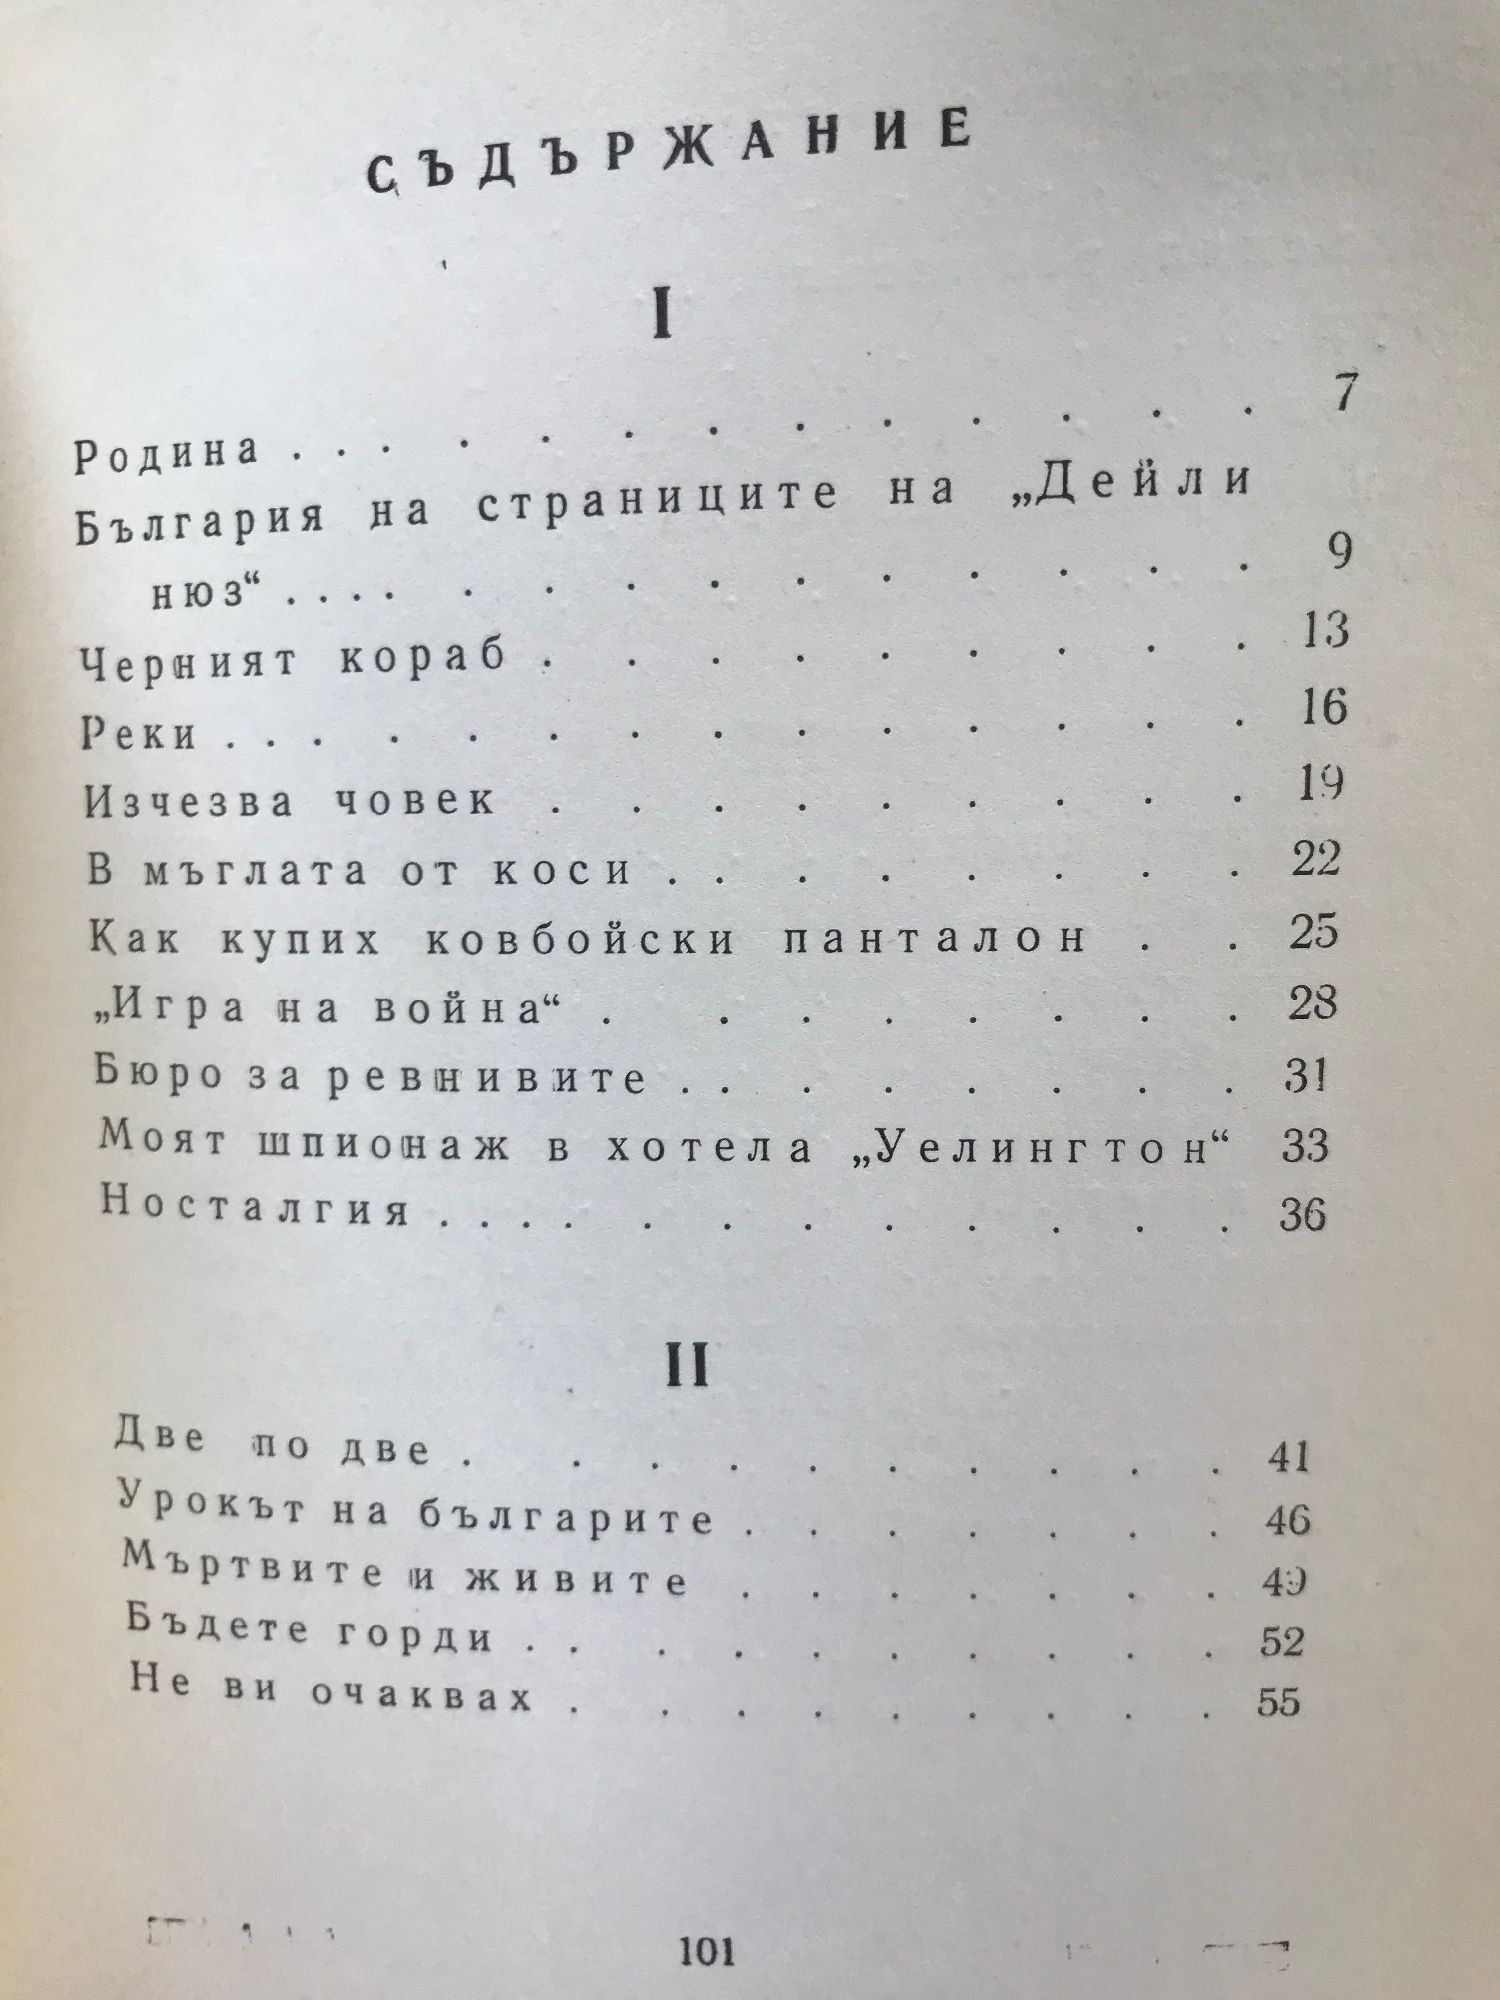 СЪДЪРЖАНИЕ
I
Родина . . . . . . . . . . . . . 7
България на страниците на „Дейли
нюз“ . . . . . . . . . . . . . . 9
Черният кораб . . . . . . . . . 13
Реки . . . . . . . . . . . . . . 16
Изчезва човек . . . . . . . . . 19
В мъглата от коси . . . . . . . . 22
Как купих ковбойски панталон . . 25
„Игра на война“ . . . . . . . . 28
Бюро за ревнивите . . . . . . . . 31
Моят шпионаж в хотела „Уелингтон“ 33
Носталгия . . . . . . . . . . . . 36
II
Две по две . . . . . . . . . . 41
Урокът на българите . . . . . . . 46
Мъртвите и живите . . . . . . . 49
Бъдете горди . . . . . . . . . . 52
Не ви очаквах . . . . . . . . . 55
101